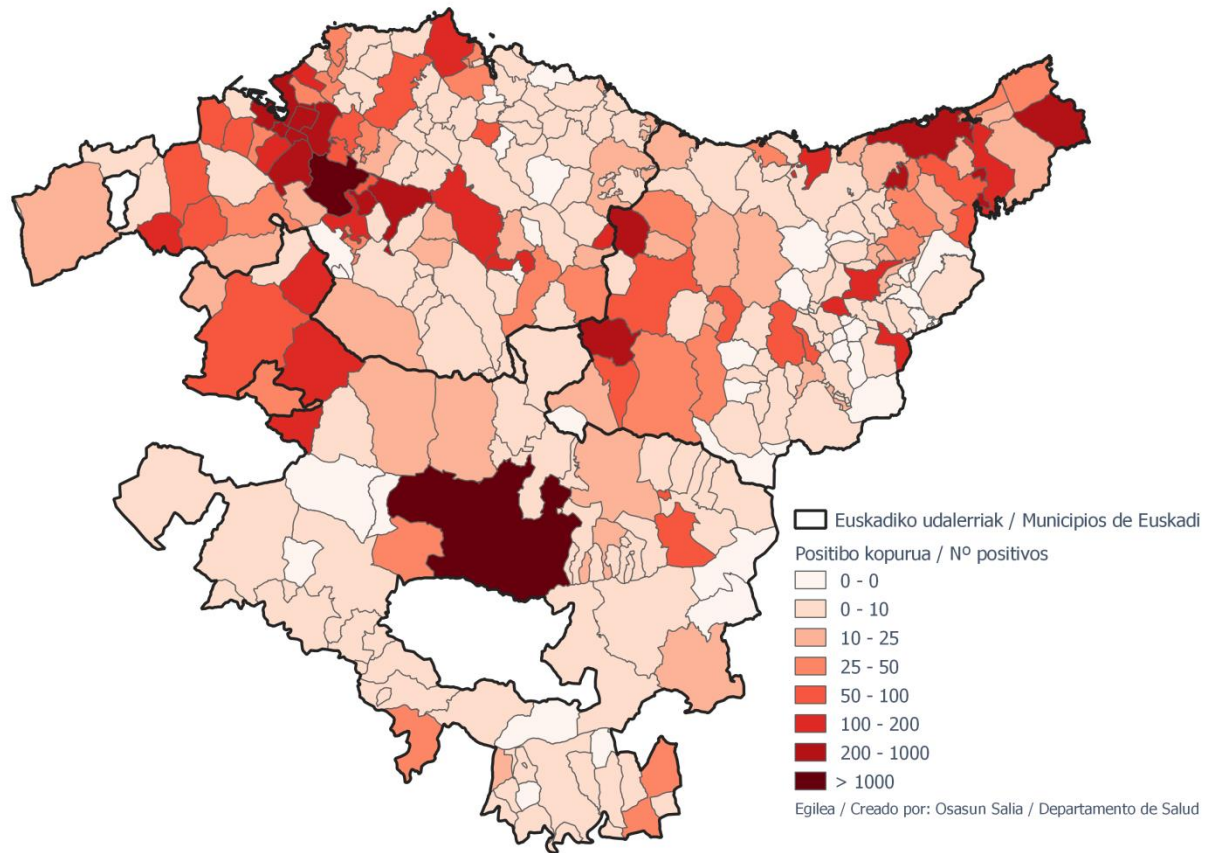 Euskadiko udalerriak / Municipios de Euskadi
Positibo kopurua / Nº positivos
0 - 0
0 - 10
10 - 25
25 - 50
50 - 100
100 - 200
200 - 1000
> 1000
Egilea / Creado por: Osasun Salia / Departamento de Salud